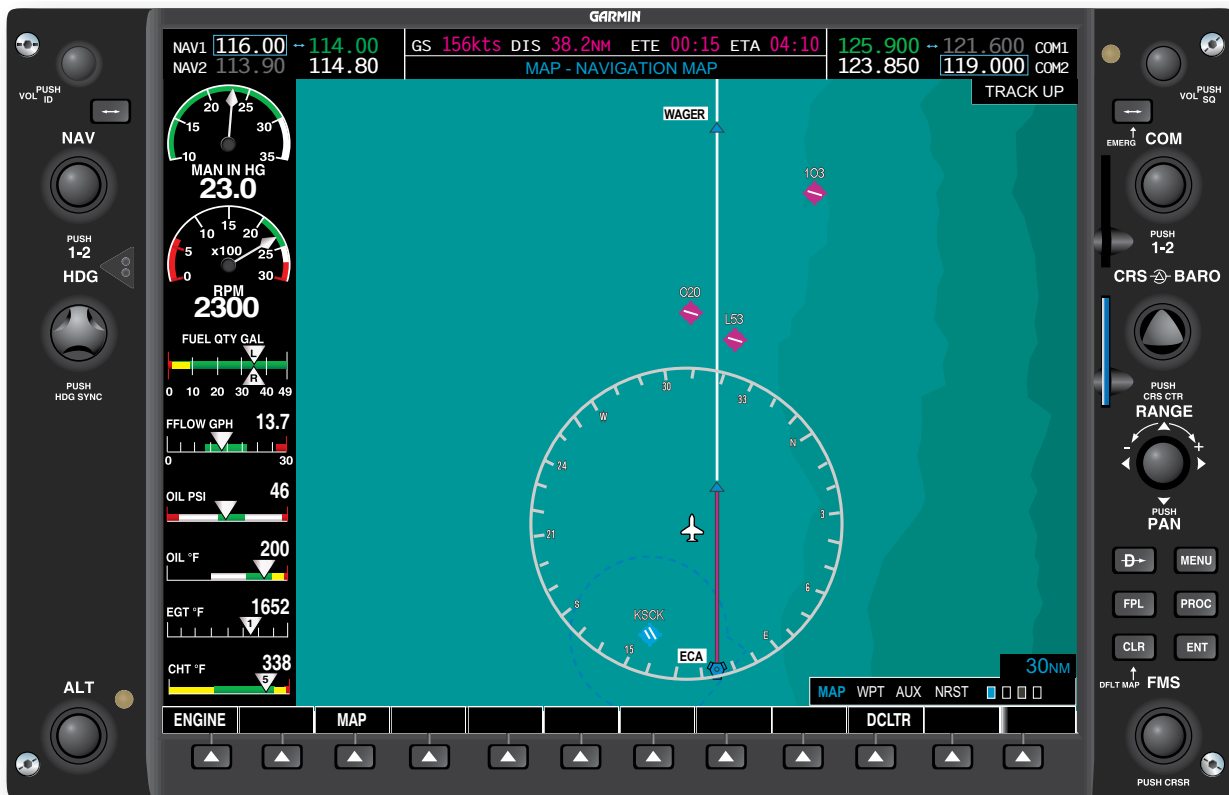 GARMIN
NAV1 116.00 ↔ 114.00 GS 156kts DIS 38.2NM ETE 00:15 ETA 04:10 125.900 ↔ 121.600 COM1
NAV2 113.90 114.80 MAP - NAVIGATION MAP 123.850 119.000 COM2
TRACK UP
VOL PUSH ID
NAV
PUSH
1-2
HDG
PUSH
HDG SYNC
ALT
10 15 20 25 30 35
MAN IN HG
23.0
0 5 10 15 20 25 30
x100
RPM
2300
FUEL QTY GAL
L
R
0 10 20 30 40 49
FFLOW GPH 13.7
0 30
OIL PSI 46
OIL °F 200
EGT °F 1652
1
CHT °F 338
5
WAGER
1O3
O20
L53
30 33 N 3 6 E 15 S 21 24 W
KSCK
ECA
30NM
MAP WPT AUX NRST
ENGINE MAP DCLTR
VOL PUSH SQ
EMERG COM
PUSH
1-2
CRS BARO
PUSH
CRS CTR
RANGE
- +
PUSH
PAN
D MENU
FPL PROC
CLR ENT
DFLT MAP FMS
PUSH CRSR